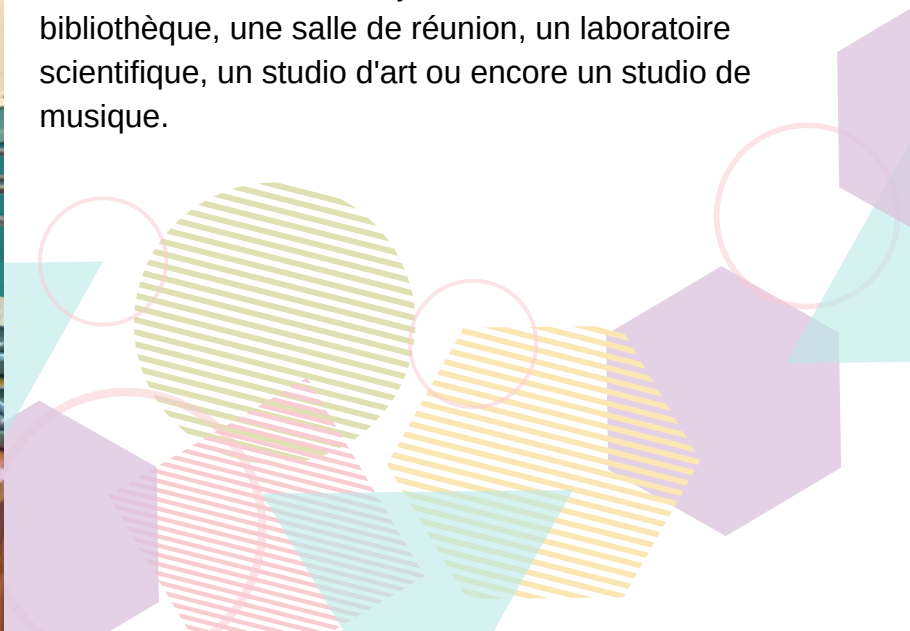 bibliothèque, une salle de réunion, un laboratoire
scientifique, un studio d'art ou encore un studio de
musique.